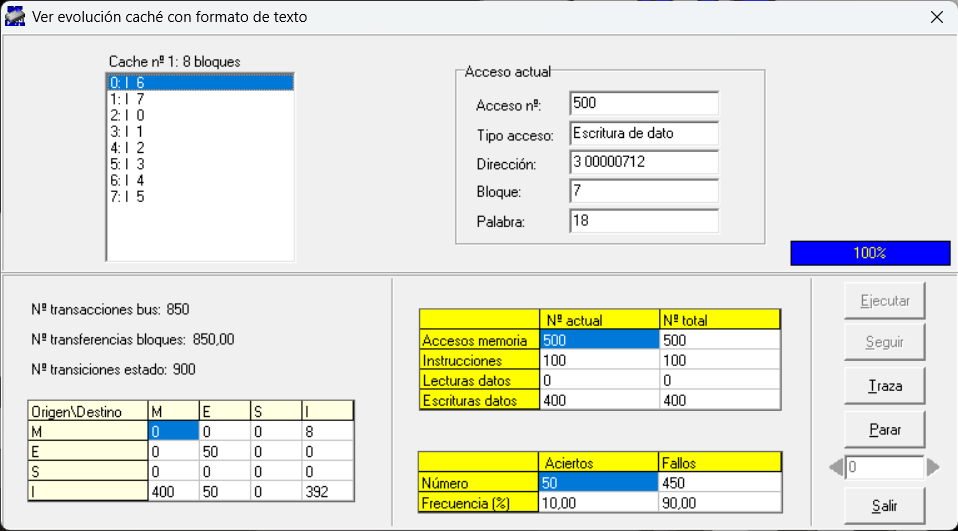 Ver evolución caché con formato de texto
Cache nº 1: 8 bloques
0: I 6
1: I 7
2: I 0
3: I 1
4: I 2
5: I 3
6: I 4
7: I 5
Acceso actual
Acceso nº: 500
Tipo acceso: Escritura de dato
Dirección: 3 00000712
Bloque: 7
Palabra: 18
100%
Nº transacciones bus: 850
Nº transferencias bloques: 850,00
Nº transiciones estado: 900
Origen\Destino M E S I
M 0 0 0 8
E 0 50 0 0
S 0 0 0 0
I 400 50 0 392
Nº actual Nº total
Accesos memoria 500 500
Instrucciones 100 100
Lecturas datos 0 0
Escrituras datos 400 400
Aciertos Fallos
Número 50 450
Frecuencia (%) 10,00 90,00
Ejecutar
Seguir
Traza
Parar
0
Salir